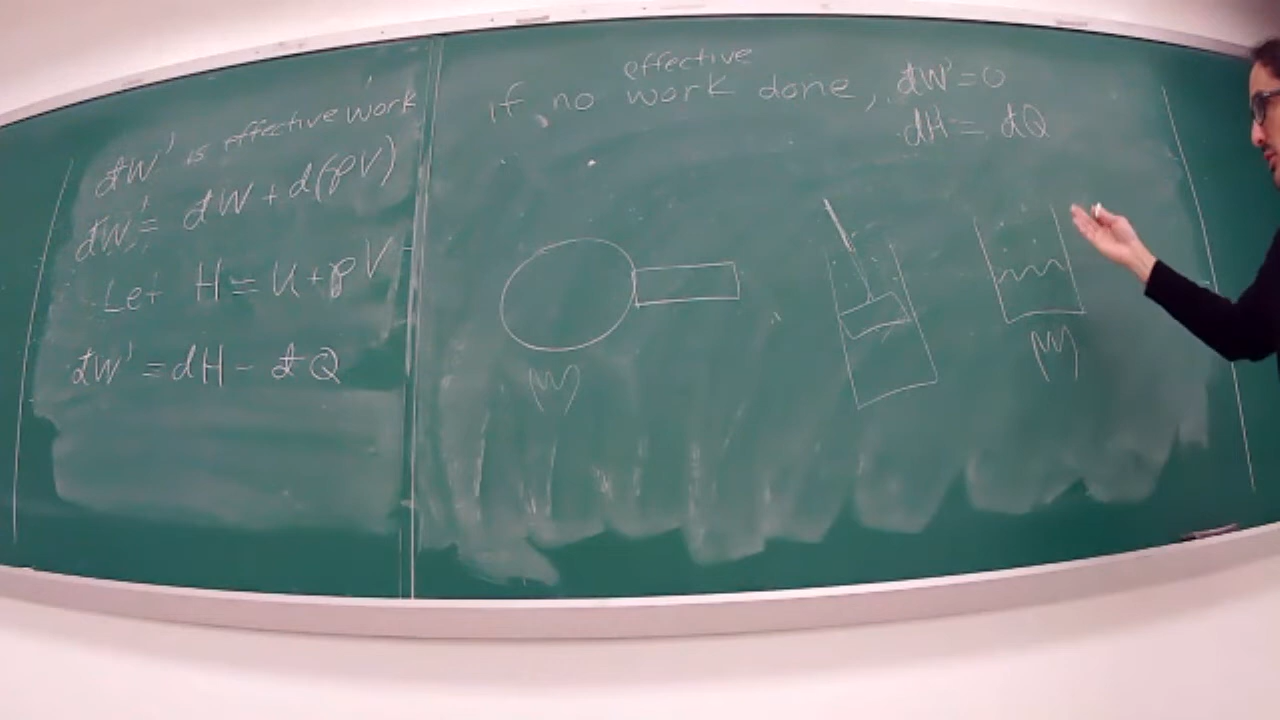 đW' is effective work
đW' = đW + d(pV)
Let H = U + pV
đW' = dH - đQ
effective
if no work done, đW' = 0
dH = đQ